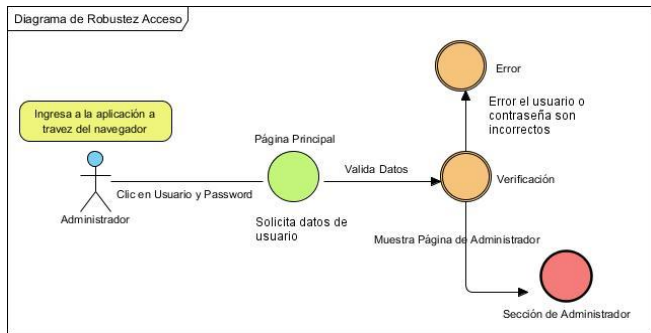 Diagrama de Robustez Acceso
Error
Ingresa a la aplicación a
travez del navegador
Error el usuario o
contraseña son
incorrectos
Página Principal
Valida Datos
Verificación
Clic en Usuario y Password
Administrador
Solicita datos de
usuario
Muestra Página de Administrador
Sección de Administrador